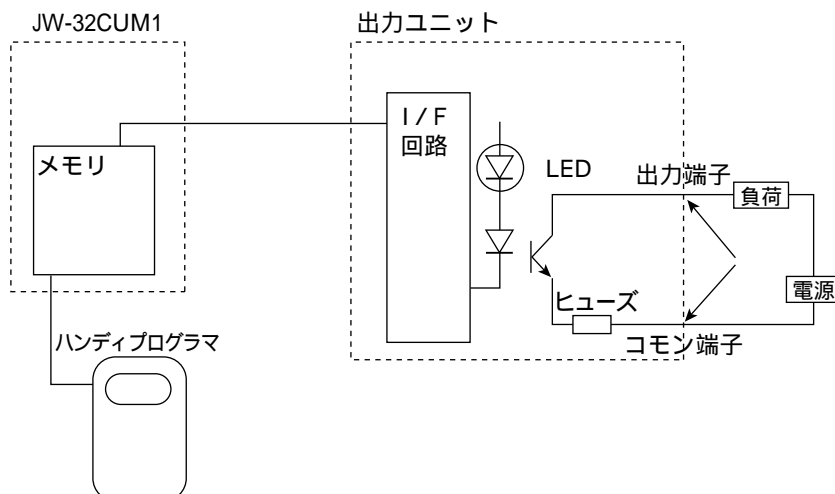 JW-32CUM1
出力ユニット
I/F
回路
メモリ
LED
出力端子
負荷
電源
ヒューズ
コモン端子
ハンディプログラマ